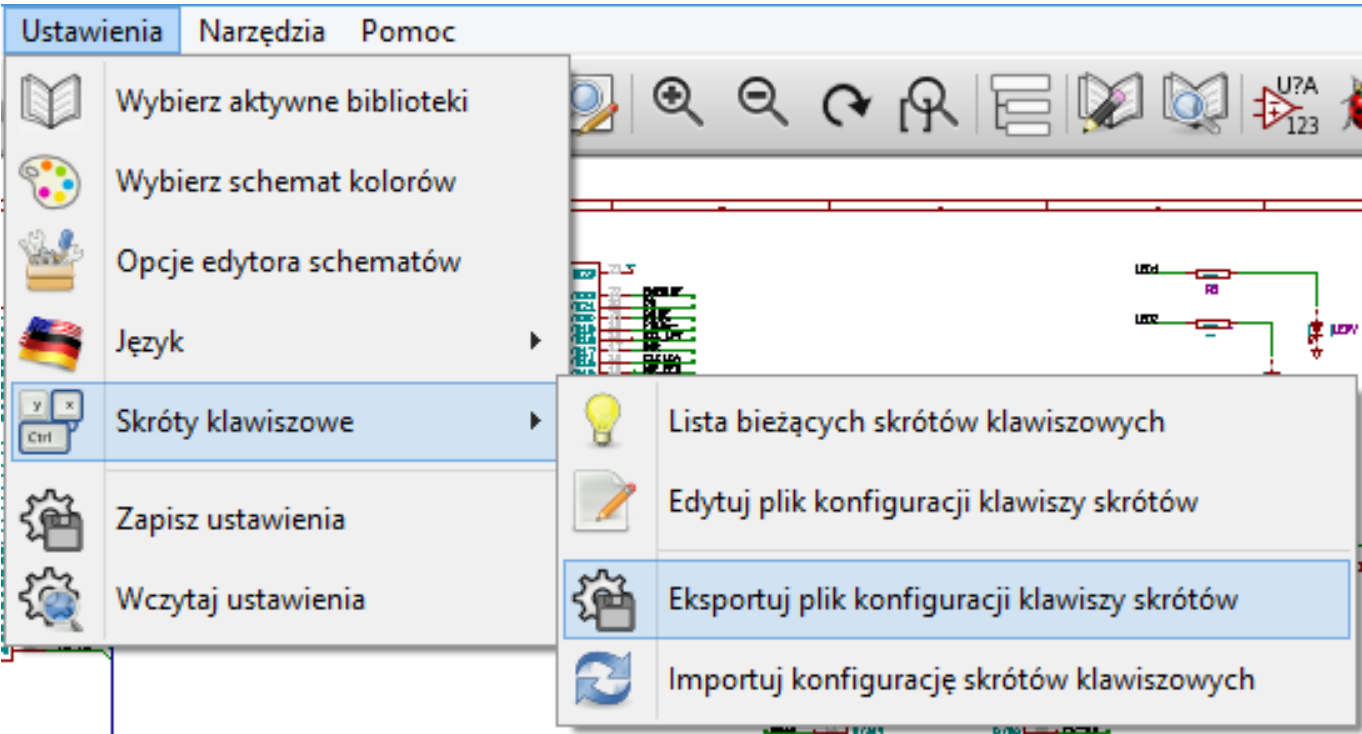 Ustawienia Narzędzia Pomoc
Wybierz aktywne biblioteki
U?A
123
Wybierz schemat kolorów
Opcje edytora schematów
Język
y x
Ctrl
Skróty klawiszowe
Lista bieżących skrótów klawiszowych
Edytuj plik konfiguracji klawiszy skrótów
Zapisz ustawienia
Eksportuj plik konfiguracji klawiszy skrótów
Wczytaj ustawienia
Importuj konfigurację skrótów klawiszowych